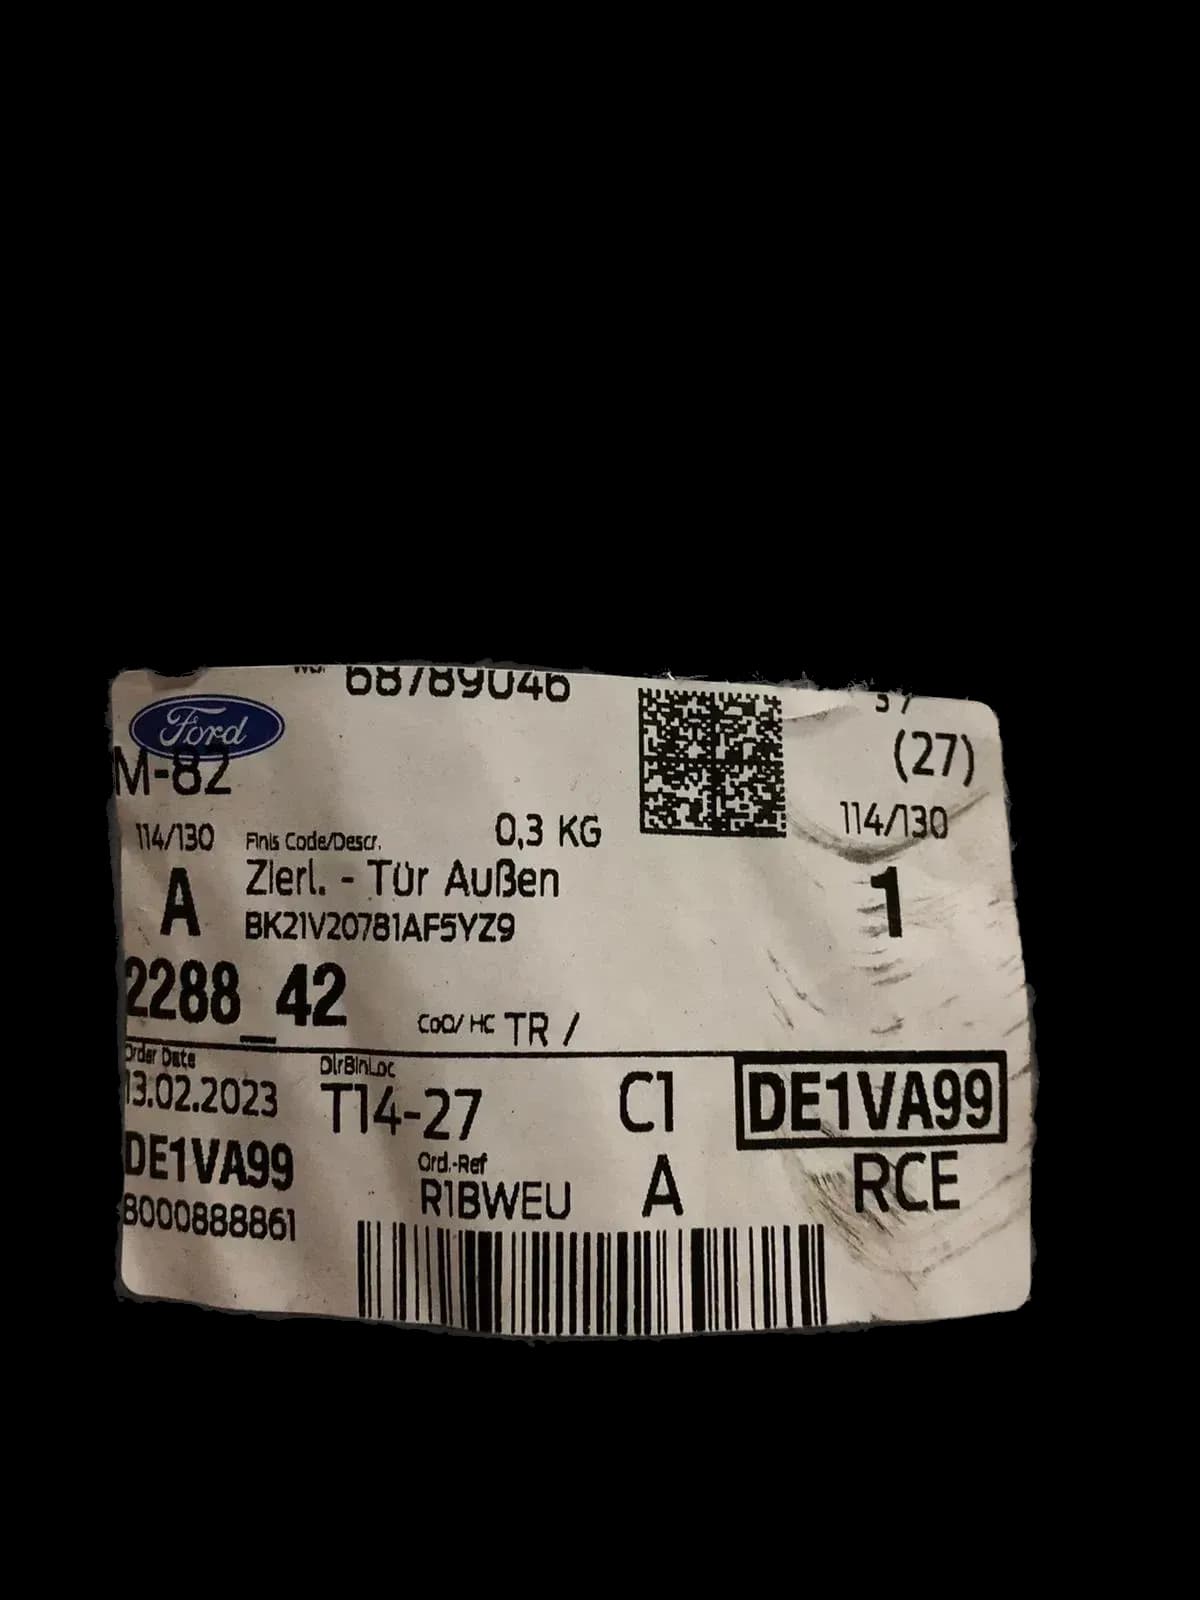 68789046
Ford
M-82
(27)
114/130 Finis Code/Descr. 0,3 KG
114/130
A Zierl. - Tür Außen
1
BK21V20781AF5YZ9
2288_42
CoO/ HC TR /
Order Date
DlrBinLoc
13.02.2023 T14-27 C1 DE1VA99
DE1VA99 Ord.-Ref
R1BWEU A RCE
8000888861